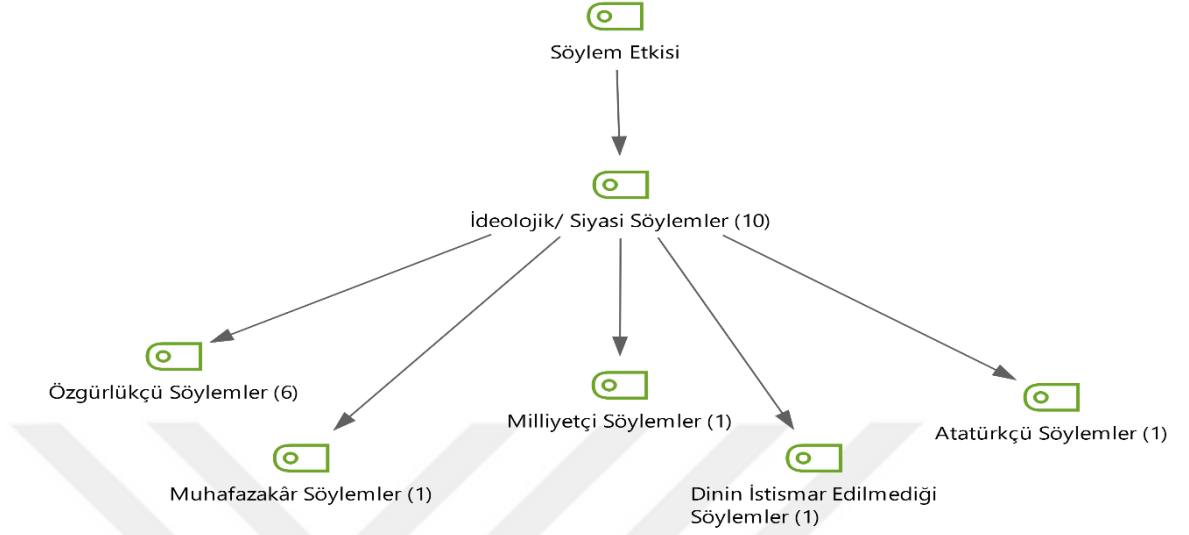 Söylem Etkisi
İdeolojik/ Siyasi Söylemler (10)
Özgürlükçü Söylemler (6)
Muhafazakâr Söylemler (1)
Milliyetçi Söylemler (1)
Dinin İstismar Edilmediği
Söylemler (1)
Atatürkçü Söylemler (1)